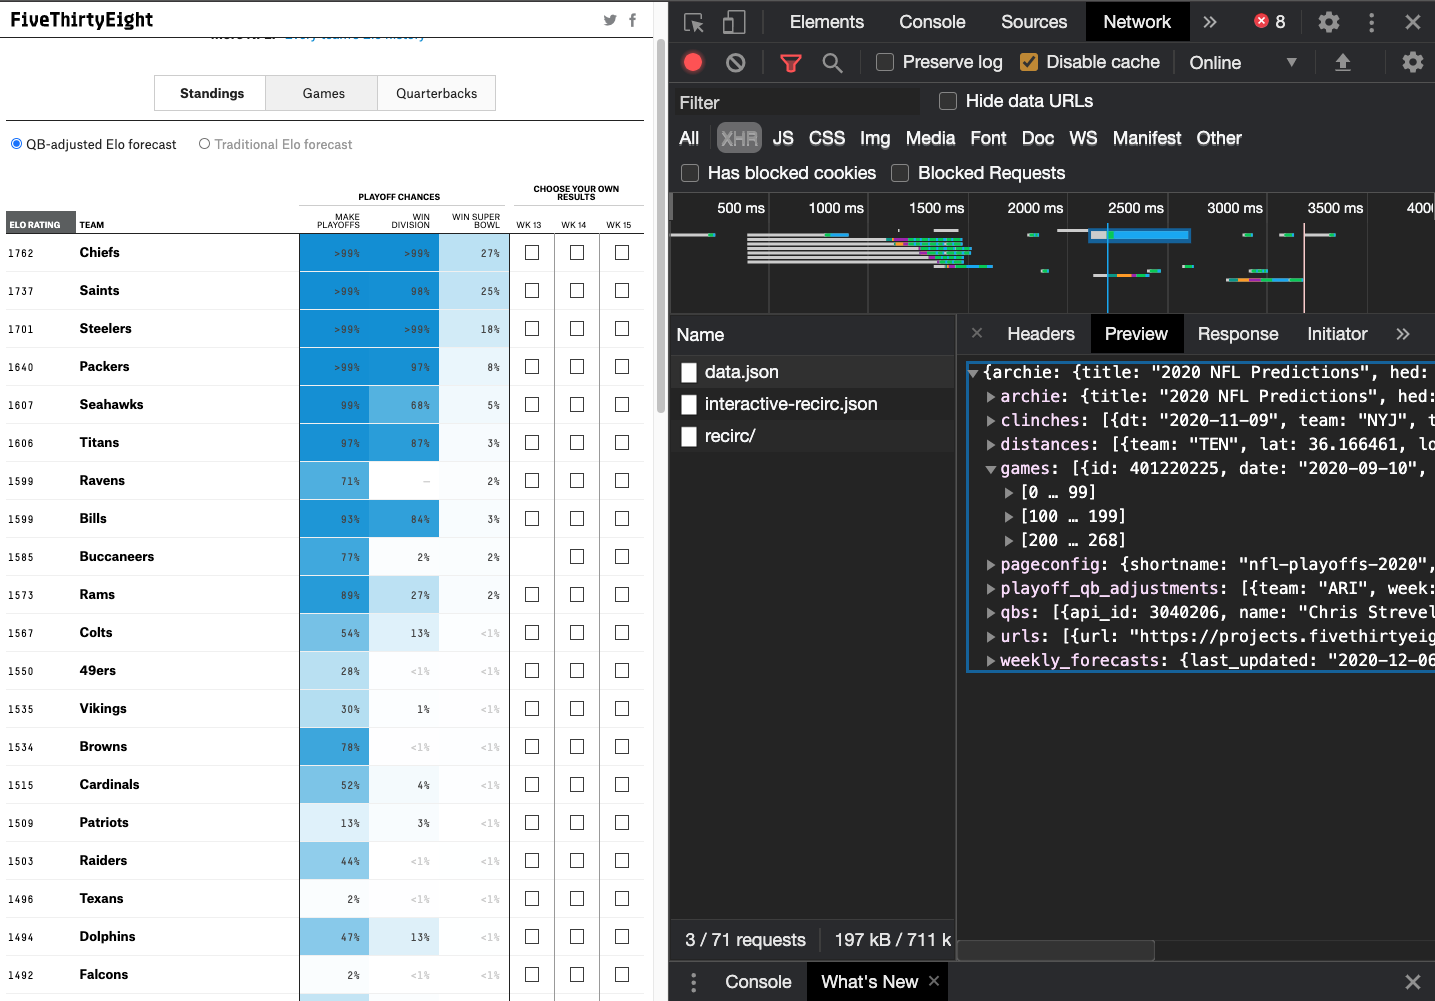 FiveThirtyEight
Standings Games Quarterbacks
QB-adjusted Elo forecast Traditional Elo forecast
PLAYOFF CHANCES CHOOSE YOUR OWN RESULTS
ELO RATING TEAM MAKE PLAYOFFS WIN DIVISION WIN SUPER BOWL WK 13 WK 14 WK 15
1762 Chiefs >99% >99% 27%
1737 Saints >99% 98% 25%
1701 Steelers >99% >99% 18%
1640 Packers >99% 97% 8%
1607 Seahawks 99% 68% 5%
1606 Titans 97% 87% 3%
1599 Ravens 71% — 2%
1599 Bills 93% 84% 3%
1585 Buccaneers 77% 2% 2%
1573 Rams 89% 27% 2%
1567 Colts 54% 13% <1%
1550 49ers 28% <1% <1%
1535 Vikings 30% 1% <1%
1534 Browns 78% <1% <1%
1515 Cardinals 52% 4% <1%
1509 Patriots 13% 3% <1%
1503 Raiders 44% <1% <1%
1496 Texans 2% <1% <1%
1494 Dolphins 47% 13% <1%
1492 Falcons 2% <1% <1%
Elements Console Sources Network » 8
Preserve log Disable cache Online
Filter Hide data URLs
All XHR JS CSS Img Media Font Doc WS Manifest Other
Has blocked cookies Blocked Requests
500 ms 1000 ms 1500 ms 2000 ms 2500 ms 3000 ms 3500 ms 400
Name
data.json
interactive-recirc.json
recirc/
Headers Preview Response Initiator »
{archie: {title: "2020 NFL Predictions", hed:
archie: {title: "2020 NFL Predictions", hed:
clinches: [{dt: "2020-11-09", team: "NYJ", t
distances: [{team: "TEN", lat: 36.166461, lo
games: [{id: 401220225, date: "2020-09-10",
[0 … 99]
[100 … 199]
[200 … 268]
pageconfig: {shortname: "nfl-playoffs-2020",
playoff_qb_adjustments: [{team: "ARI", week:
qbs: [{api_id: 3040206, name: "Chris Strevel
urls: [{url: "https://projects.fivethirtyeig
weekly_forecasts: {last_updated: "2020-12-06
3 / 71 requests 197 kB / 711 k
Console What's New ×